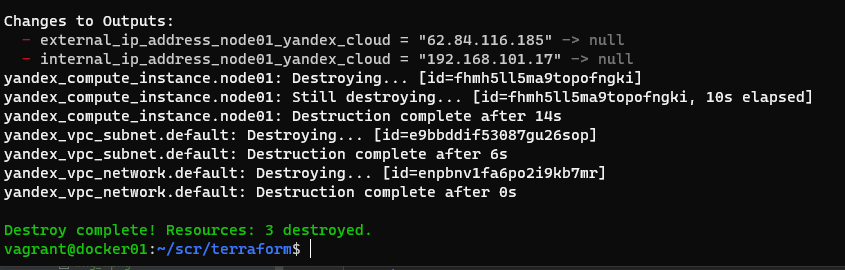 Changes to Outputs:
  - external_ip_address_node01_yandex_cloud = "62.84.116.185" -> null
  - internal_ip_address_node01_yandex_cloud = "192.168.101.17" -> null
yandex_compute_instance.node01: Destroying... [id=fhmh5ll5ma9topofngki]
yandex_compute_instance.node01: Still destroying... [id=fhmh5ll5ma9topofngki, 10s elapsed]
yandex_compute_instance.node01: Destruction complete after 14s
yandex_vpc_subnet.default: Destroying... [id=e9bbddif53087gu26sop]
yandex_vpc_subnet.default: Destruction complete after 6s
yandex_vpc_network.default: Destroying... [id=enpbnv1fa6po2i9kb7mr]
yandex_vpc_network.default: Destruction complete after 0s

Destroy complete! Resources: 3 destroyed.
vagrant@docker01:~/scr/terraform$